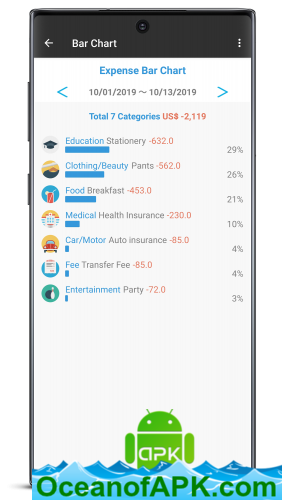 Bar Chart
Expense Bar Chart
< 10/01/2019 ～ 10/13/2019 >
Total 7 Categories US$ -2,119
Education Stationery -632.0
29%
Clothing/Beauty Pants -562.0
26%
Food Breakfast -453.0
21%
Medical Health Insurance -230.0
10%
Car/Motor Auto insurance -85.0
4%
Fee Transfer Fee -85.0
4%
Entertainment Party -72.0
3%
APK
OceanofAPK.com